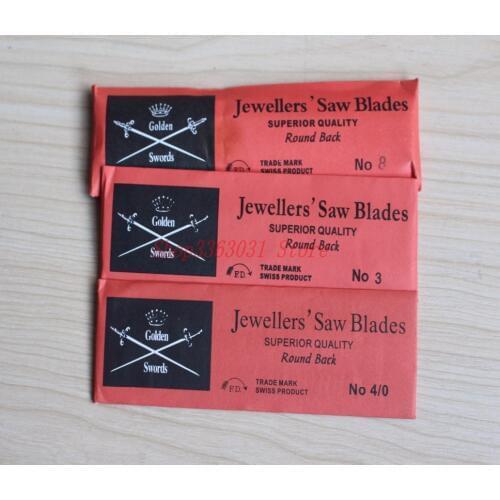 Golden
Swords
Jewellers' Saw Blades
SUPERIOR QUALITY
Round Back
F.D.
TRADE MARK
SWISS PRODUCT
No 8
Golden
Swords
Jewellers' Saw Blades
SUPERIOR QUALITY
Round Back
F.D.
TRADE MARK
SWISS PRODUCT
No 3
Shop3363031 Store
Golden
Swords
Jewellers' Saw Blades
SUPERIOR QUALITY
Round Back
F.D.
TRADE MARK
SWISS PRODUCT
No 4/0